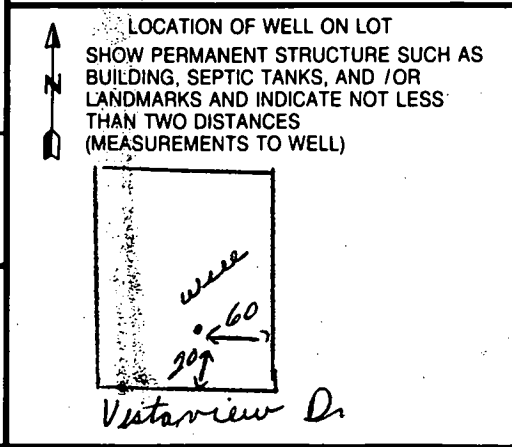 LOCATION OF WELL ON LOT
SHOW PERMANENT STRUCTURE SUCH AS
BUILDING, SEPTIC TANKS, AND / OR
LANDMARKS AND INDICATE NOT LESS
THAN TWO DISTANCES
(MEASUREMENTS TO WELL)
N
well
60
20
Vistaview Dr